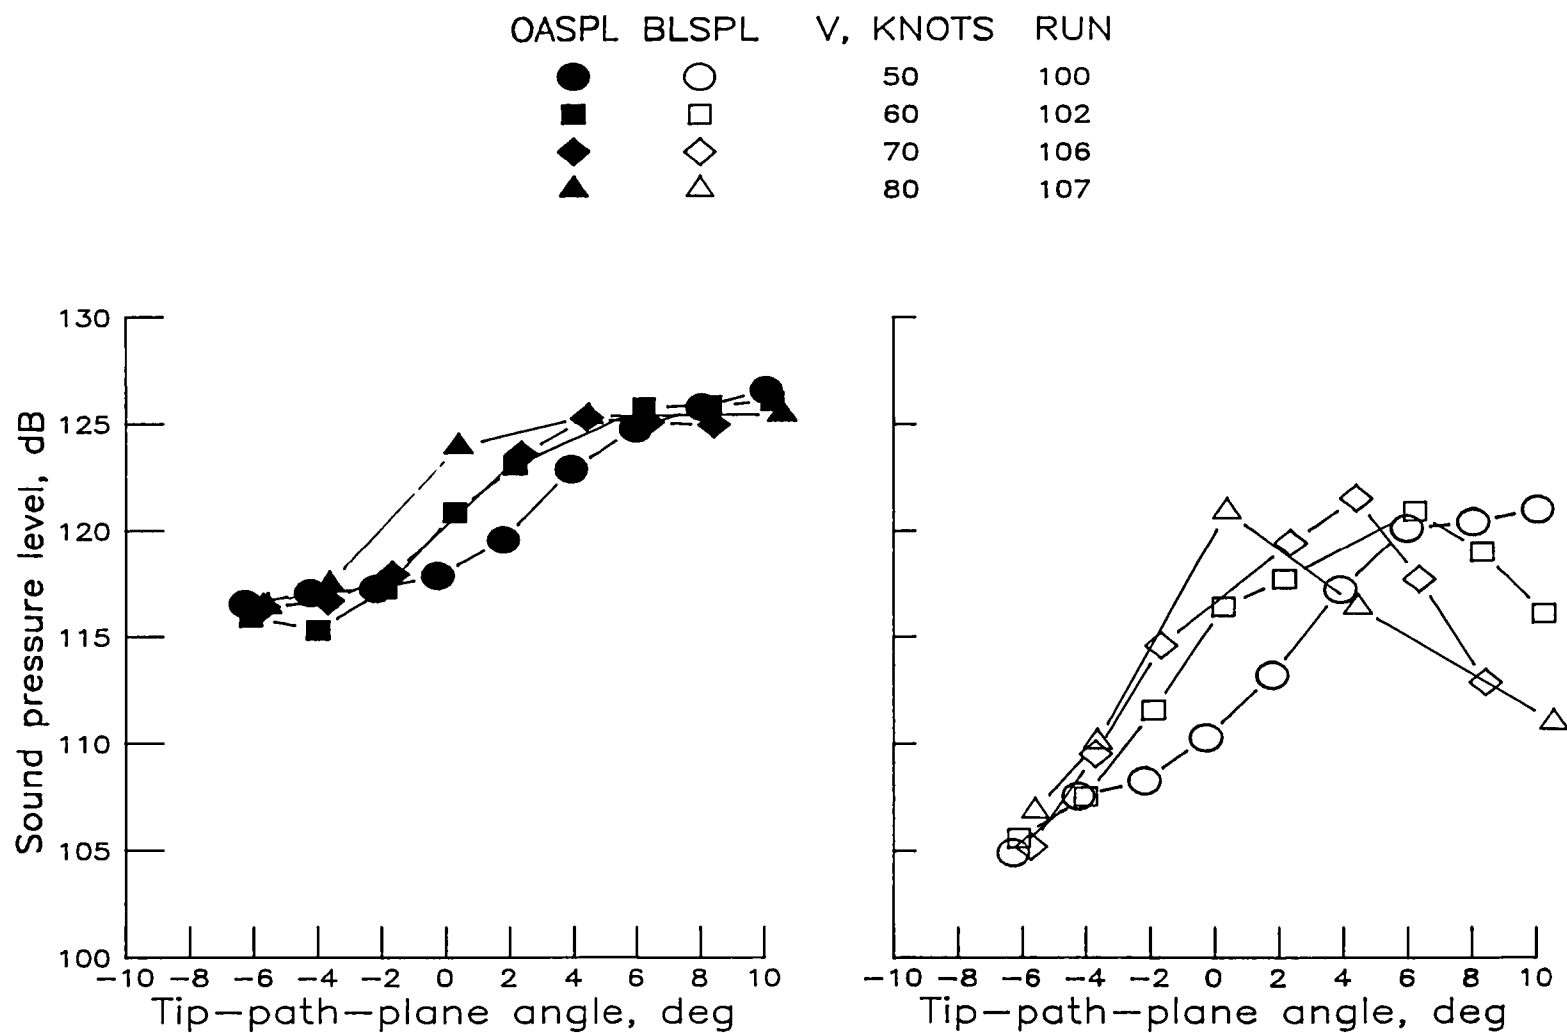 OASPL BLSPL V, KNOTS RUN
50 100
60 102
70 106
80 107
130
125
120
115
110
105
100
Sound pressure level, dB
-10 -8 -6 -4 -2 0 2 4 6 8 10
Tip-path-plane angle, deg
-10 -8 -6 -4 -2 0 2 4 6 8 10
Tip-path-plane angle, deg